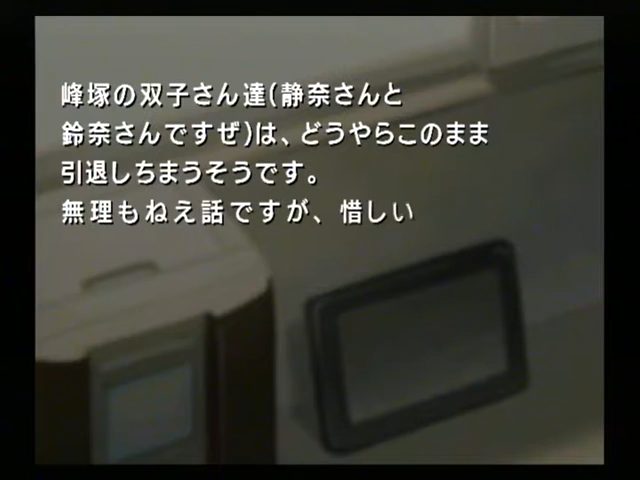 峰塚の双子さん達(静奈さんと
鈴奈さんですぜ)は、どうやらこのまま
引退しちまうそうです。
無理もねえ話ですが、惜しい